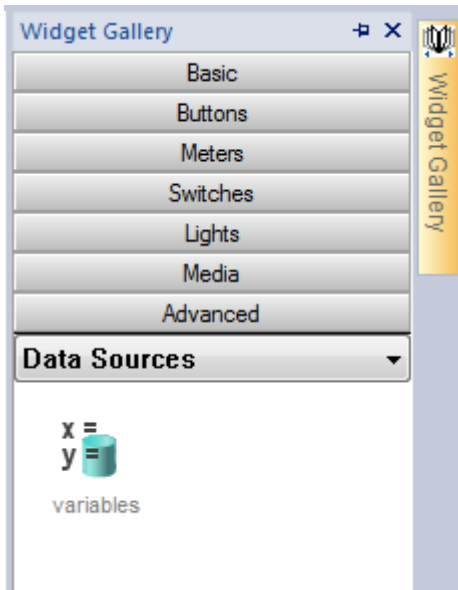 Widget Gallery
Basic
Buttons
Meters
Switches
Lights
Media
Advanced
Data Sources
x =
y =
variables
Widget Gallery